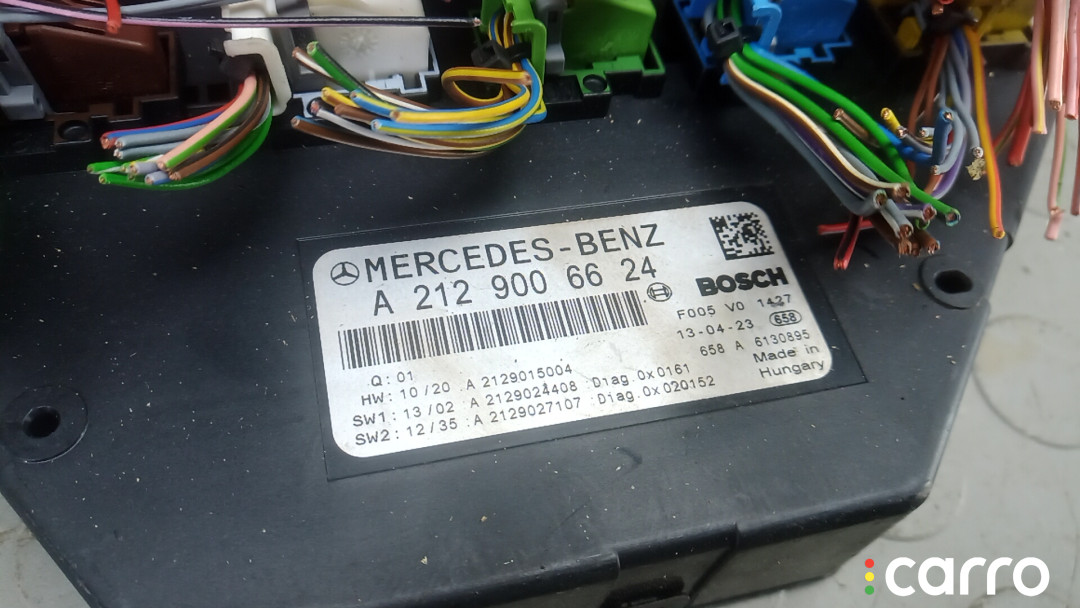 MERCEDES-BENZ
A 212 900 66 24
BOSCH
F005 V0 1427
13-04-23 658
658 A 6130895
Made in
Hungary
Q: 01
HW: 10/20 A 2129015004
SW1: 13/02 A 2129024408 Diag.0x0161
SW2: 12/35 A 2129027107 Diag.0x020152
carro